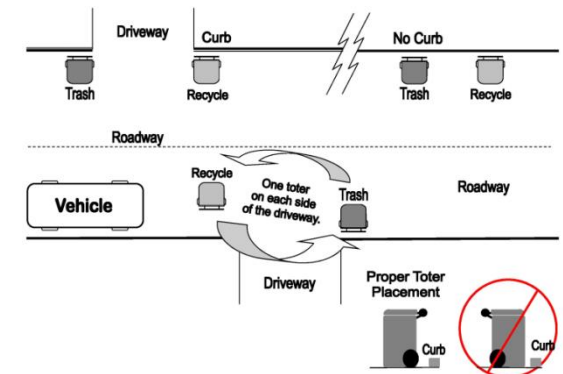 Driveway
Curb
No Curb
Trash
Recycle
Trash
Recycle
Roadway
Recycle
One toter
on each side
of the driveway.
Trash
Roadway
Vehicle
Driveway
Proper Toter
Placement
Curb
Curb